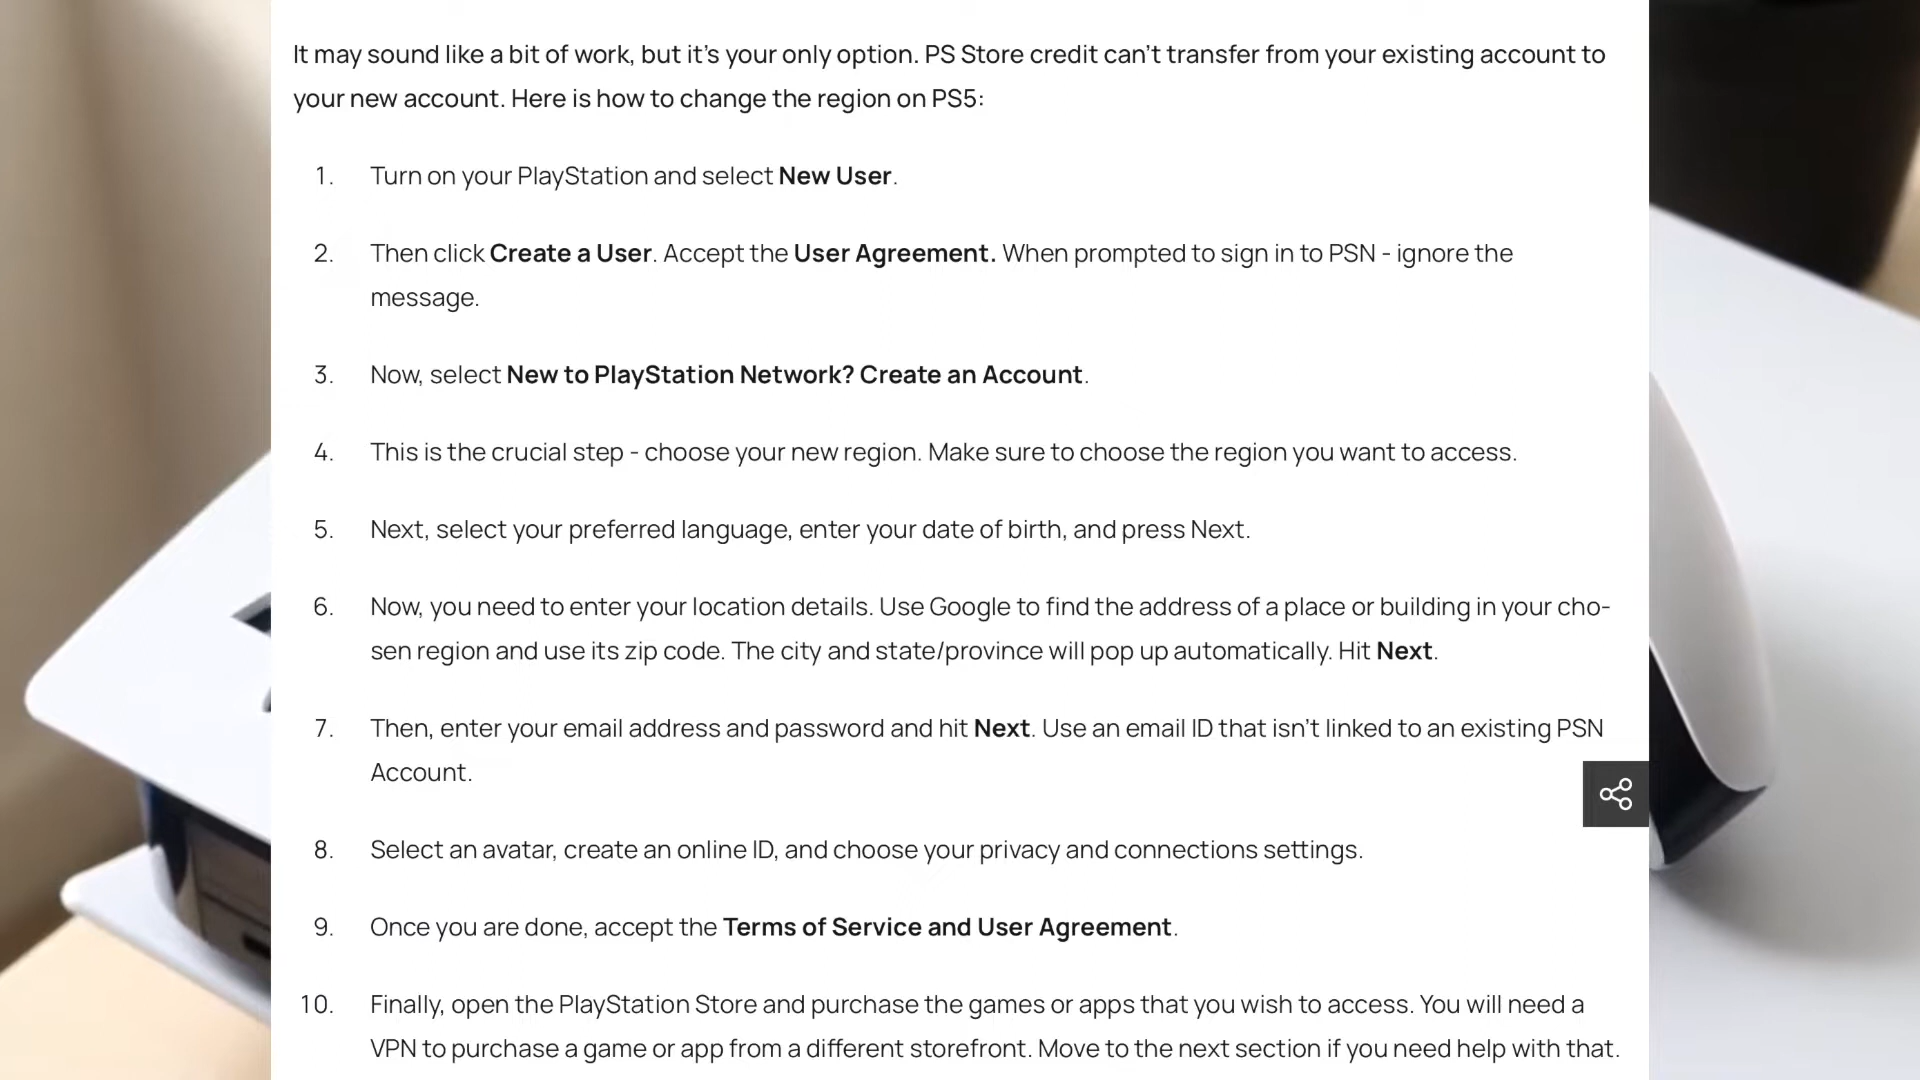 It may sound like a bit of work, but it's your only option. PS Store credit can't transfer from your existing account to
your new account. Here is how to change the region on PS5:
1. Turn on your PlayStation and select New User.
2. Then click Create a User. Accept the User Agreement. When prompted to sign in to PSN - ignore the
message.
3. Now, select New to PlayStation Network? Create an Account.
4. This is the crucial step - choose your new region. Make sure to choose the region you want to access.
5. Next, select your preferred language, enter your date of birth, and press Next.
6. Now, you need to enter your location details. Use Google to find the address of a place or building in your cho-
sen region and use its zip code. The city and state/province will pop up automatically. Hit Next.
7. Then, enter your email address and password and hit Next. Use an email ID that isn't linked to an existing PSN
Account.
8. Select an avatar, create an online ID, and choose your privacy and connections settings.
9. Once you are done, accept the Terms of Service and User Agreement.
10. Finally, open the PlayStation Store and purchase the games or apps that you wish to access. You will need a
VPN to purchase a game or app from a different storefront. Move to the next section if you need help with that.